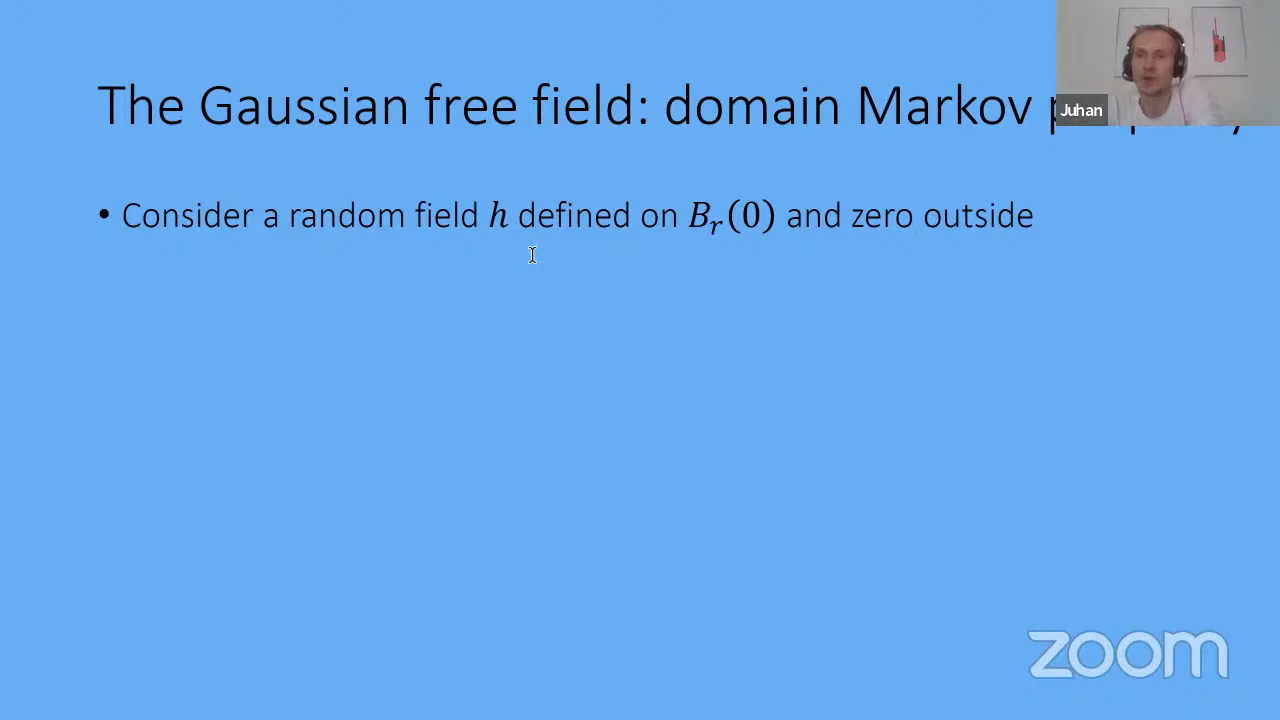 The Gaussian free field: domain Markov
Juhan
• Consider a random field h defined on B_r(0) and zero outside
zoom